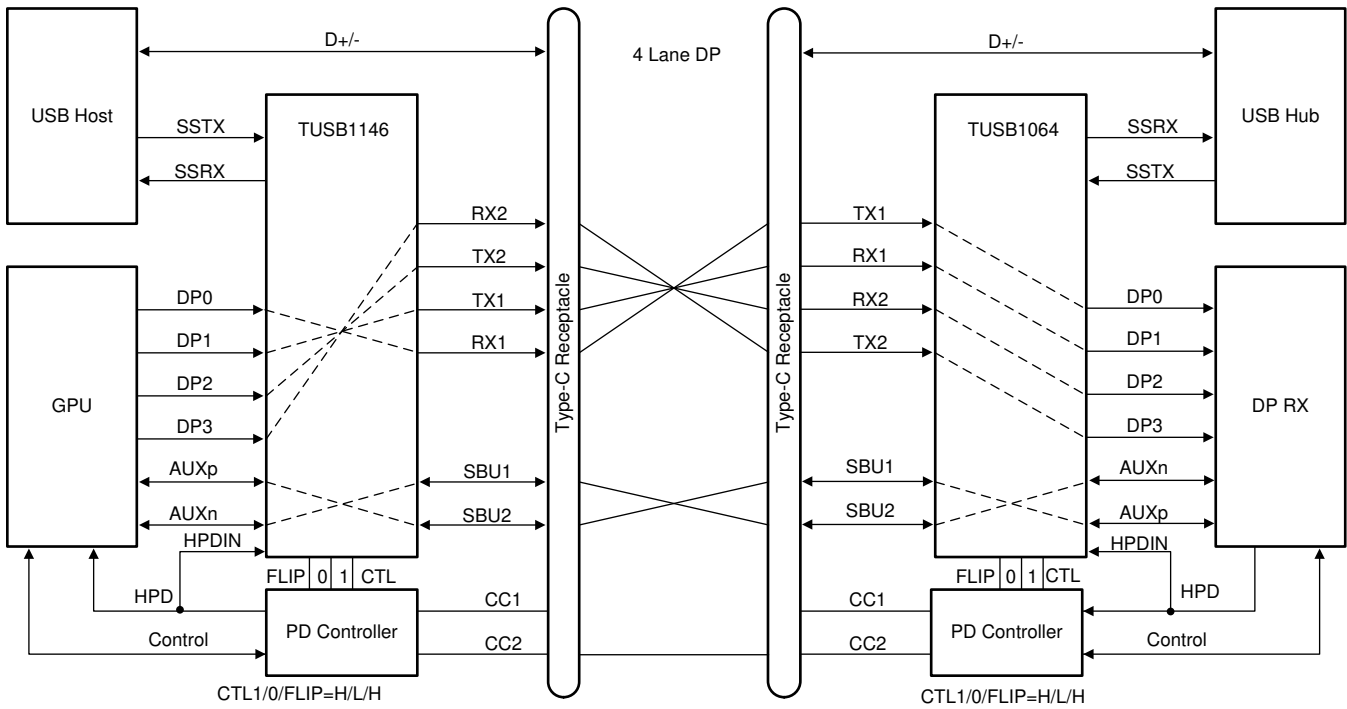 D+/-
4 Lane DP
D+/-
USB Host
TUSB1146
TUSB1064
USB Hub
SSTX
SSRX
SSRX
SSTX
RX2
TX2
TX1
RX1
Type-C Receptacle
Type-C Receptacle
TX1
RX1
RX2
TX2
GPU
DP0
DP1
DP2
DP3
AUXp
AUXn
HPDIN
SBU1
SBU2
SBU1
SBU2
DP0
DP1
DP2
DP3
AUXn
AUXp
HPDIN
DP RX
FLIP 0 1 CTL
FLIP 0 1 CTL
HPD
Control
PD Controller
CC1
CC2
CC1
CC2
PD Controller
HPD
Control
CTL1/0/FLIP=H/L/H
CTL1/0/FLIP=H/L/H